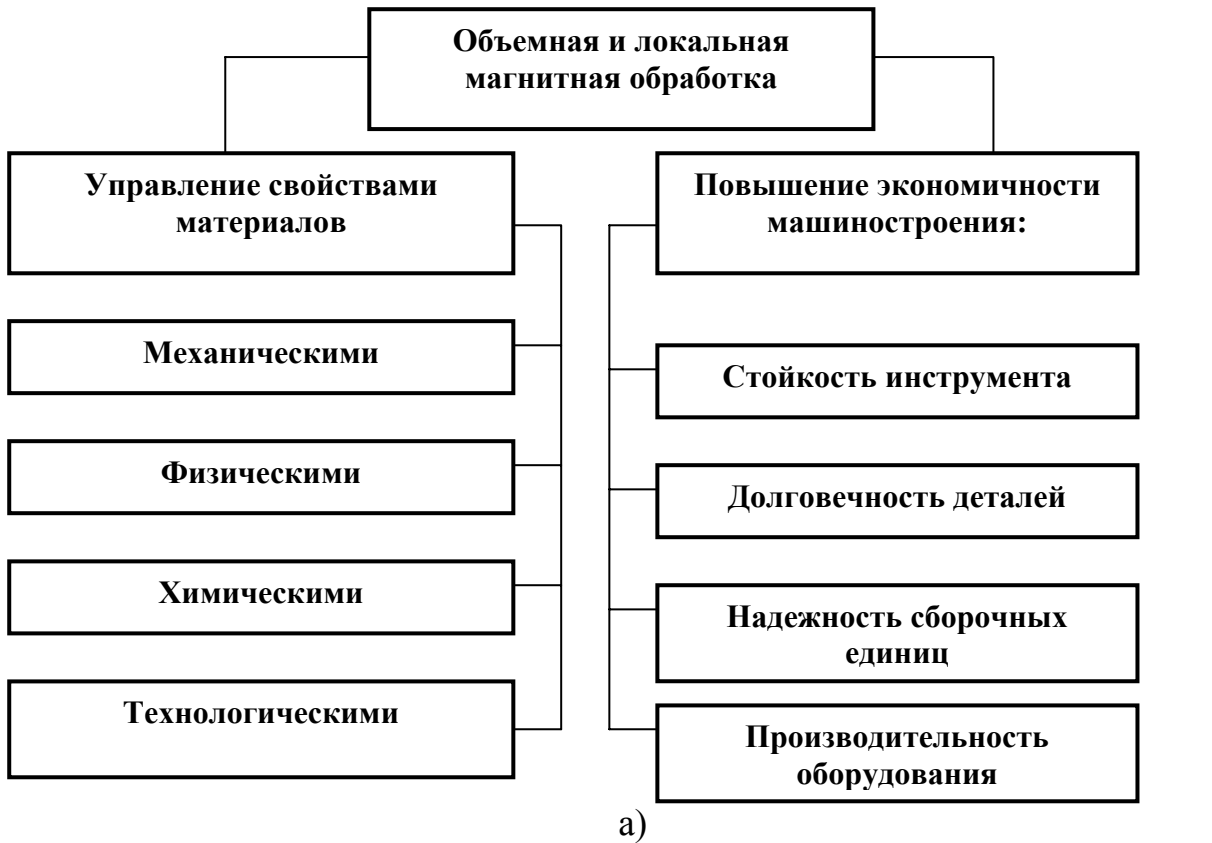 Объемная и локальная
магнитная обработка
Управление свойствами
материалов
Механическими
Физическими
Химическими
Технологическими
Повышение экономичности
машиностроения:
Стойкость инструмента
Долговечность деталей
Надежность сборочных
единиц
Производительность
оборудования
а)